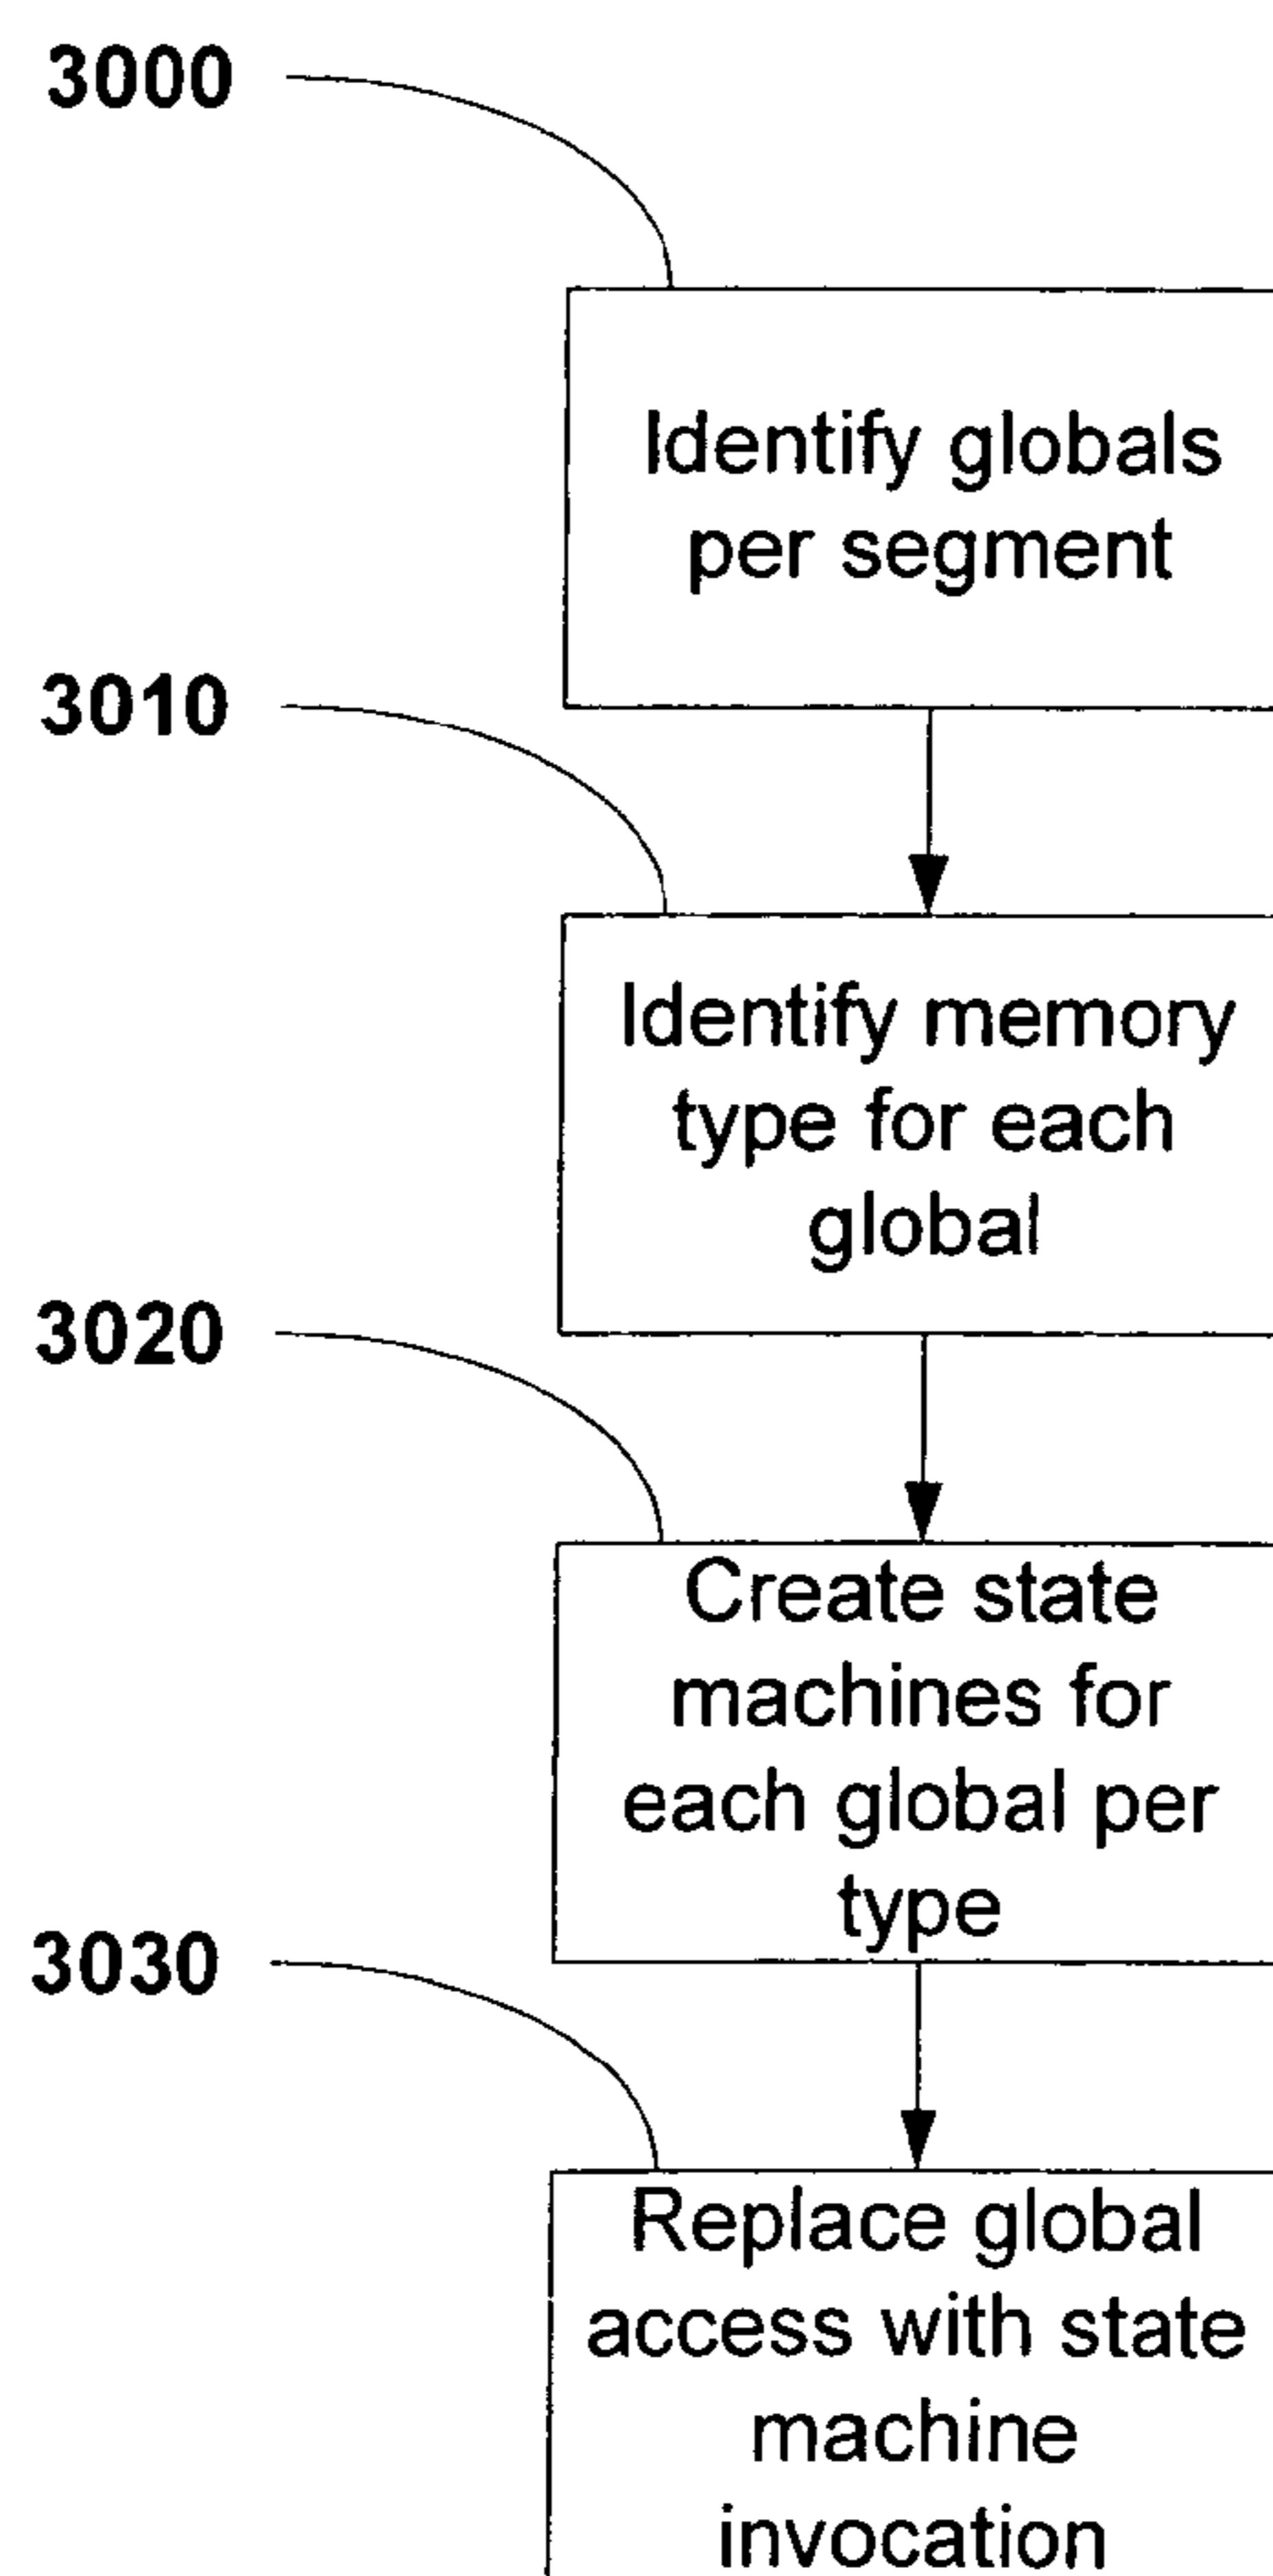 3000
Identify globals
per segment
3010
Identify memory
type for each
global
3020
Create state
machines for
each global per
type
3030
Replace global
access with state
machine
invocation